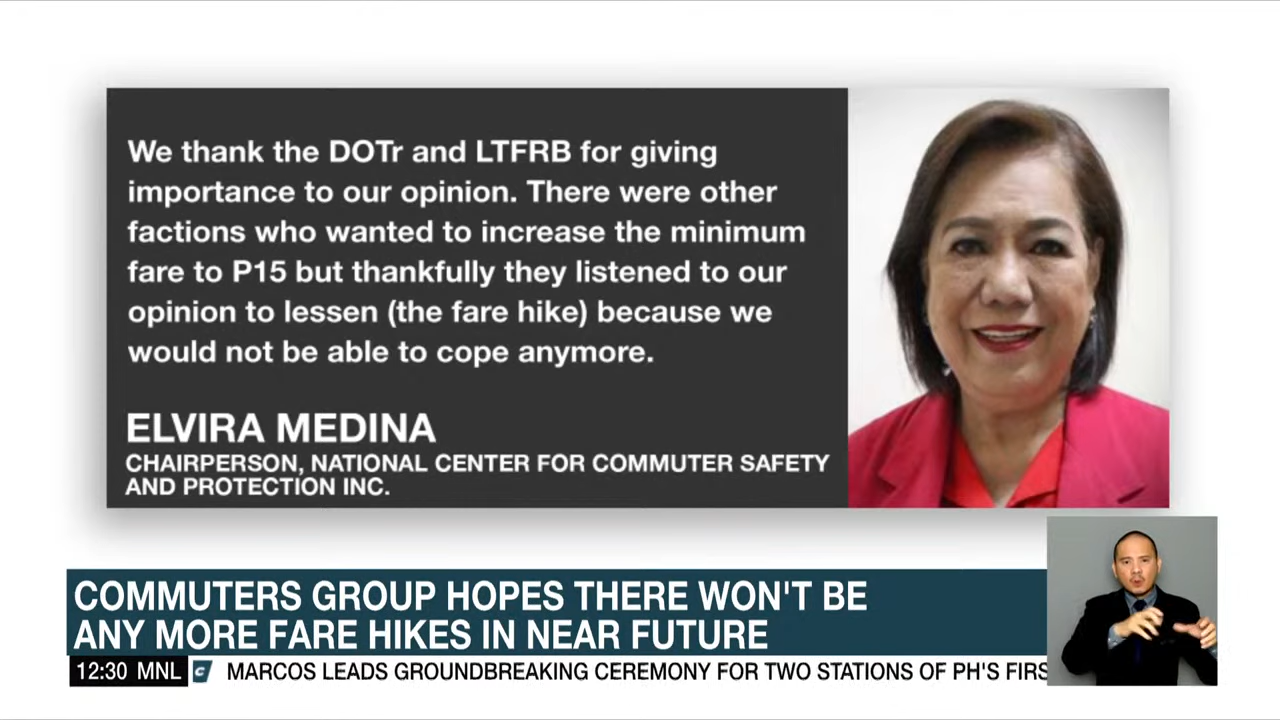 We thank the DOTr and LTFRB for giving
importance to our opinion. There were other
factions who wanted to increase the minimum
fare to P15 but thankfully they listened to our
opinion to lessen (the fare hike) because we
would not be able to cope anymore.
ELVIRA MEDINA
CHAIRPERSON, NATIONAL CENTER FOR COMMUTER SAFETY
AND PROTECTION INC.
COMMUTERS GROUP HOPES THERE WON'T BE
ANY MORE FARE HIKES IN NEAR FUTURE
12:30 MNL C MARCOS LEADS GROUNDBREAKING CEREMONY FOR TWO STATIONS OF PH'S FIRS